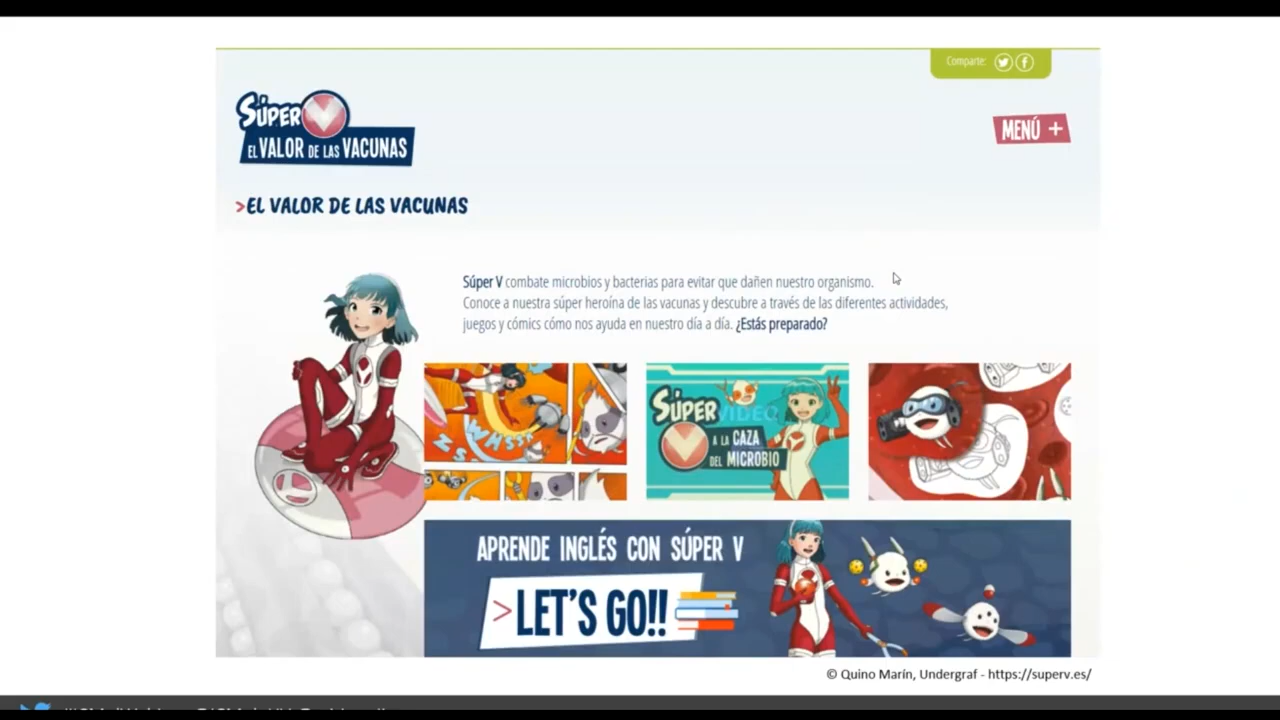 Comparte:
SÚPER V
EL VALOR DE LAS VACUNAS
MENÚ +
>EL VALOR DE LAS VACUNAS
Súper V combate microbios y bacterias para evitar que dañen nuestro organismo.
Conoce a nuestra súper heroína de las vacunas y descubre a través de las diferentes actividades,
juegos y cómics cómo nos ayuda en nuestro día a día. ¿Estás preparado?
WHSSS
SÚPER V VIDEO
A LA CAZA
DEL MICROBIO
APRENDE INGLÉS CON SÚPER V
>LET'S GO!!
© Quino Marín, Undergraf - https://superv.es/